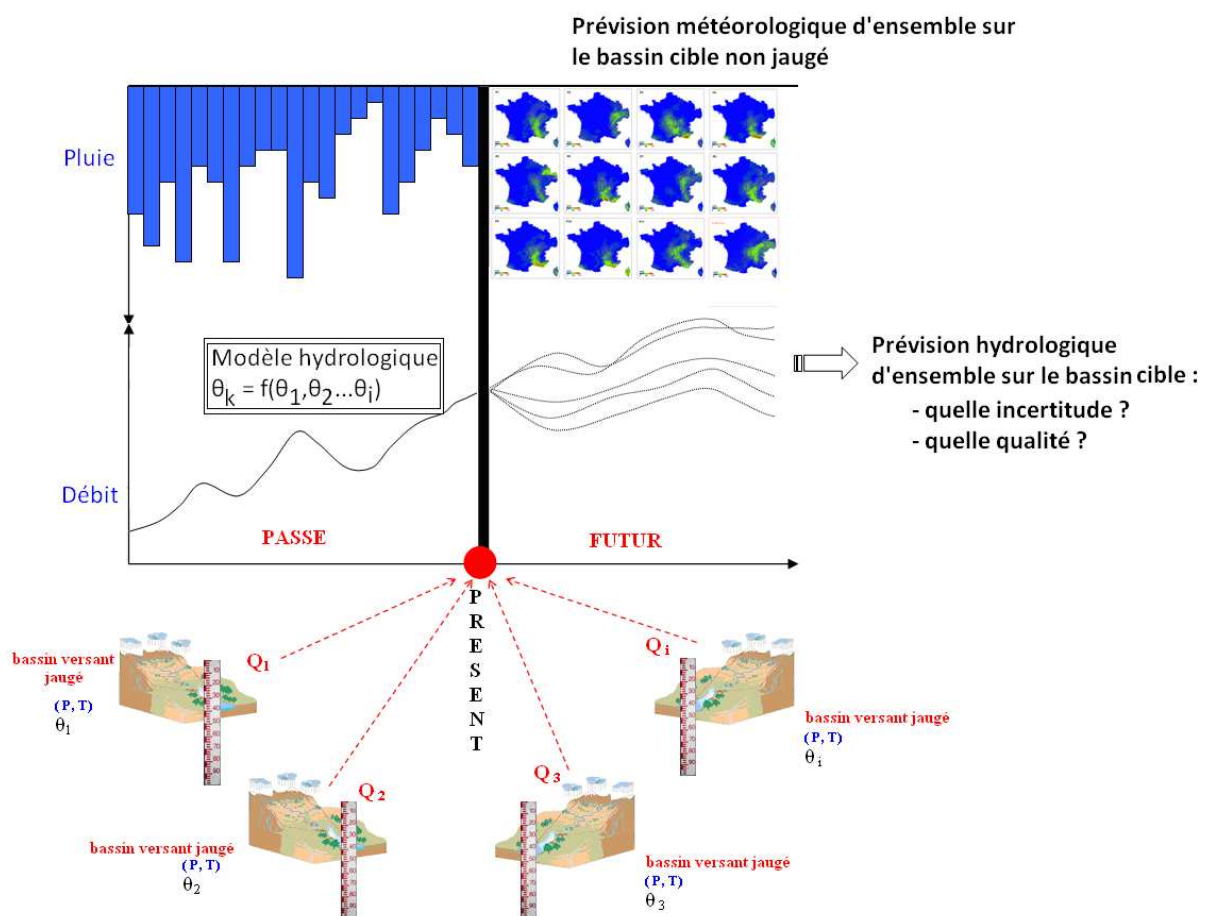 Prévision météorologique d'ensemble sur
le bassin cible non jaugé
Pluie
Modèle hydrologique
θk = f(θ1,θ2...θi)
Prévision hydrologique
d'ensemble sur le bassin cible :
- quelle incertitude ?
- quelle qualité ?
Débit
PASSE
FUTUR
PRESENT
Q1
bassin versant
jaugé
(P, T)
θ1
Qi
bassin versant jaugé
(P, T)
θi
Q2
bassin versant jaugé
(P, T)
θ2
Q3
bassin versant jaugé
(P, T)
θ3